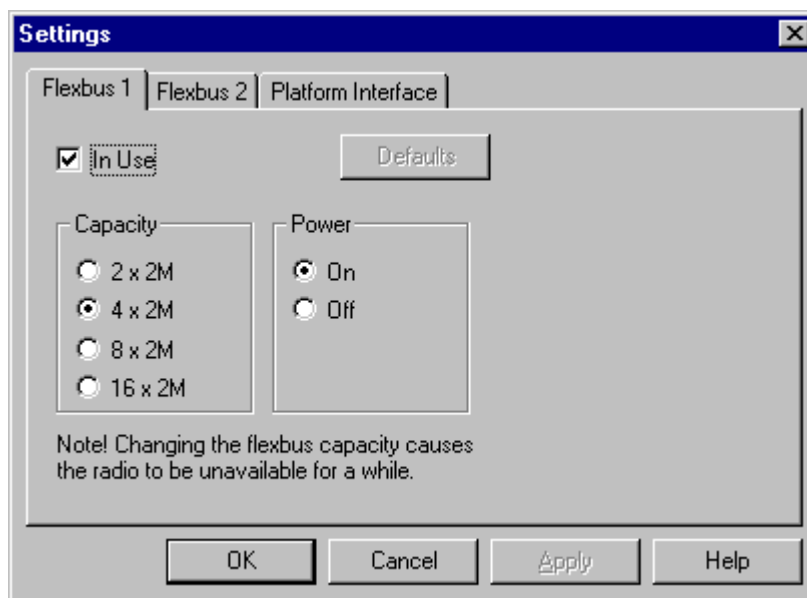 Settings
Flexbus 1
Flexbus 2
Platform Interface
In Use
Defaults
Capacity
2 x 2M
4 x 2M
8 x 2M
16 x 2M
Power
On
Off
Note! Changing the flexbus capacity causes
the radio to be unavailable for a while.
OK
Cancel
Apply
Help